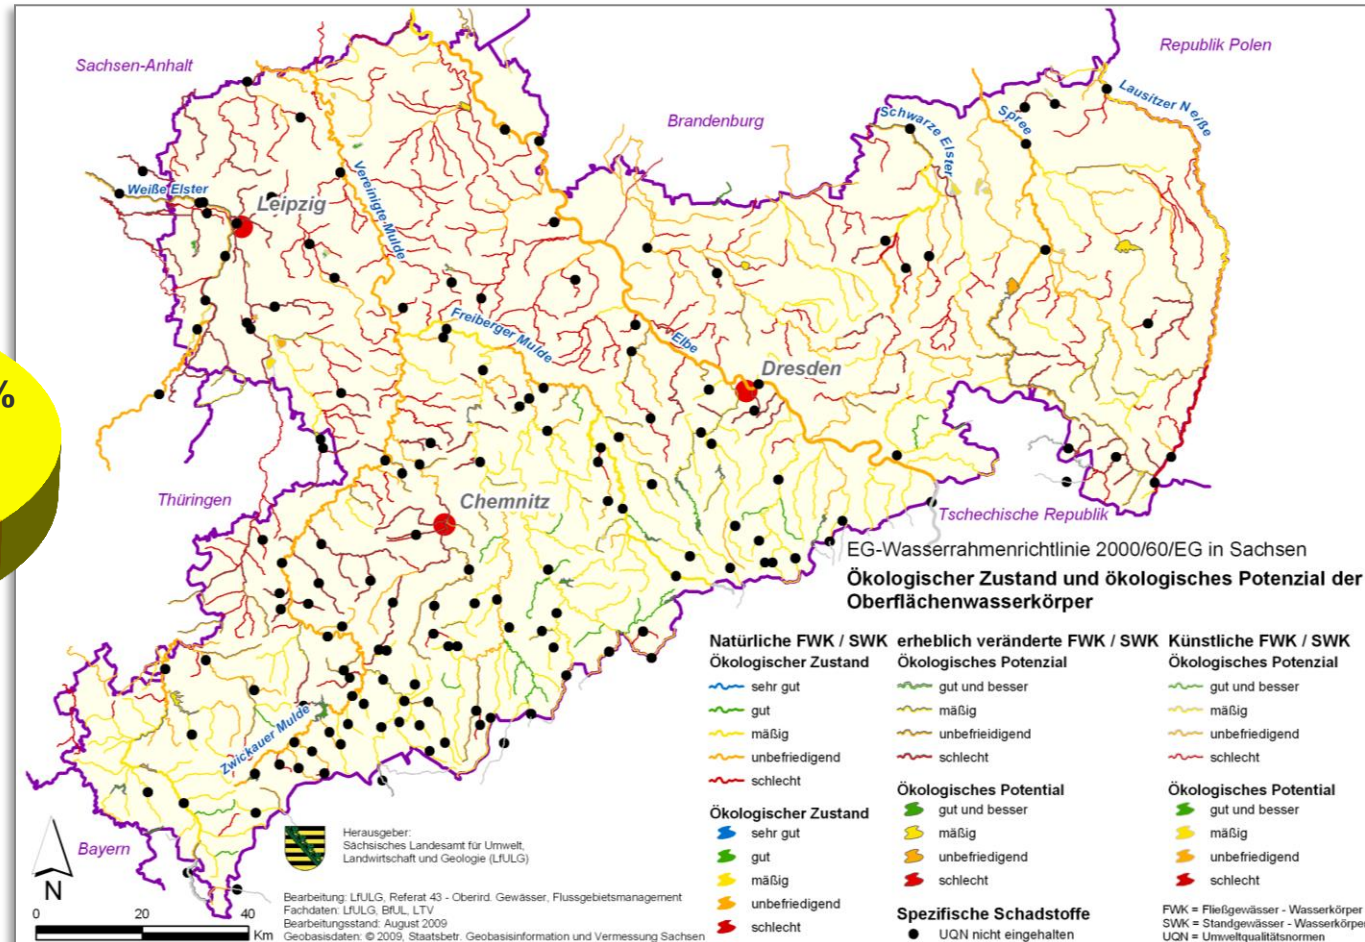 %
Sachsen-Anhalt
Republik Polen
Brandenburg
Lausitzer Neiße
Spree
Schwarze Elster
Weiße Elster
Leipzig
Vereinigte Mulde
Freiberger Mulde
Elbe
Dresden
Thüringen
Chemnitz
Tschechische Republik
Zwickauer Mulde
Bayern
EG-Wasserrahmenrichtlinie 2000/60/EG in Sachsen
Ökologischer Zustand und ökologisches Potenzial der
Oberflächenwasserkörper
Natürliche FWK / SWK
Ökologischer Zustand
sehr gut
gut
mäßig
unbefriedigend
schlecht
Ökologischer Zustand
sehr gut
gut
mäßig
unbefriedigend
schlecht
erheblich veränderte FWK / SWK
Ökologisches Potenzial
gut und besser
mäßig
unbefrieidigend
schlecht
Ökologisches Potential
gut und besser
mäßig
unbefriedigend
schlecht
Spezifische Schadstoffe
UQN nicht eingehalten
Künstliche FWK / SWK
Ökologisches Potenzial
gut und besser
mäßig
unbefriedigend
schlecht
Ökologisches Potential
gut und besser
mäßig
unbefriedigend
schlecht
FWK = Fließgewässer - Wasserkörper
SWK = Standgewässer - Wasserkörper
UQN = Umweltqualitätsnormen
Herausgeber:
Sächsisches Landesamt für Umwelt,
Landwirtschaft und Geologie (LfULG)
Bearbeitung: LfULG, Referat 43 - Oberird. Gewässer, Flussgebietsmanagement
Fachdaten: LfULG, BfUL, LTV
Bearbeitungsstand: August 2009
Geobasisdaten: © 2009, Staatsbetr. Geobasisinformation und Vermessung Sachsen
N
0 20 40
Km